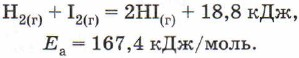 H₂(г) + I₂(г) = 2HI(г) + 18,8 кДж,
Eₐ = 167,4 кДж/моль.